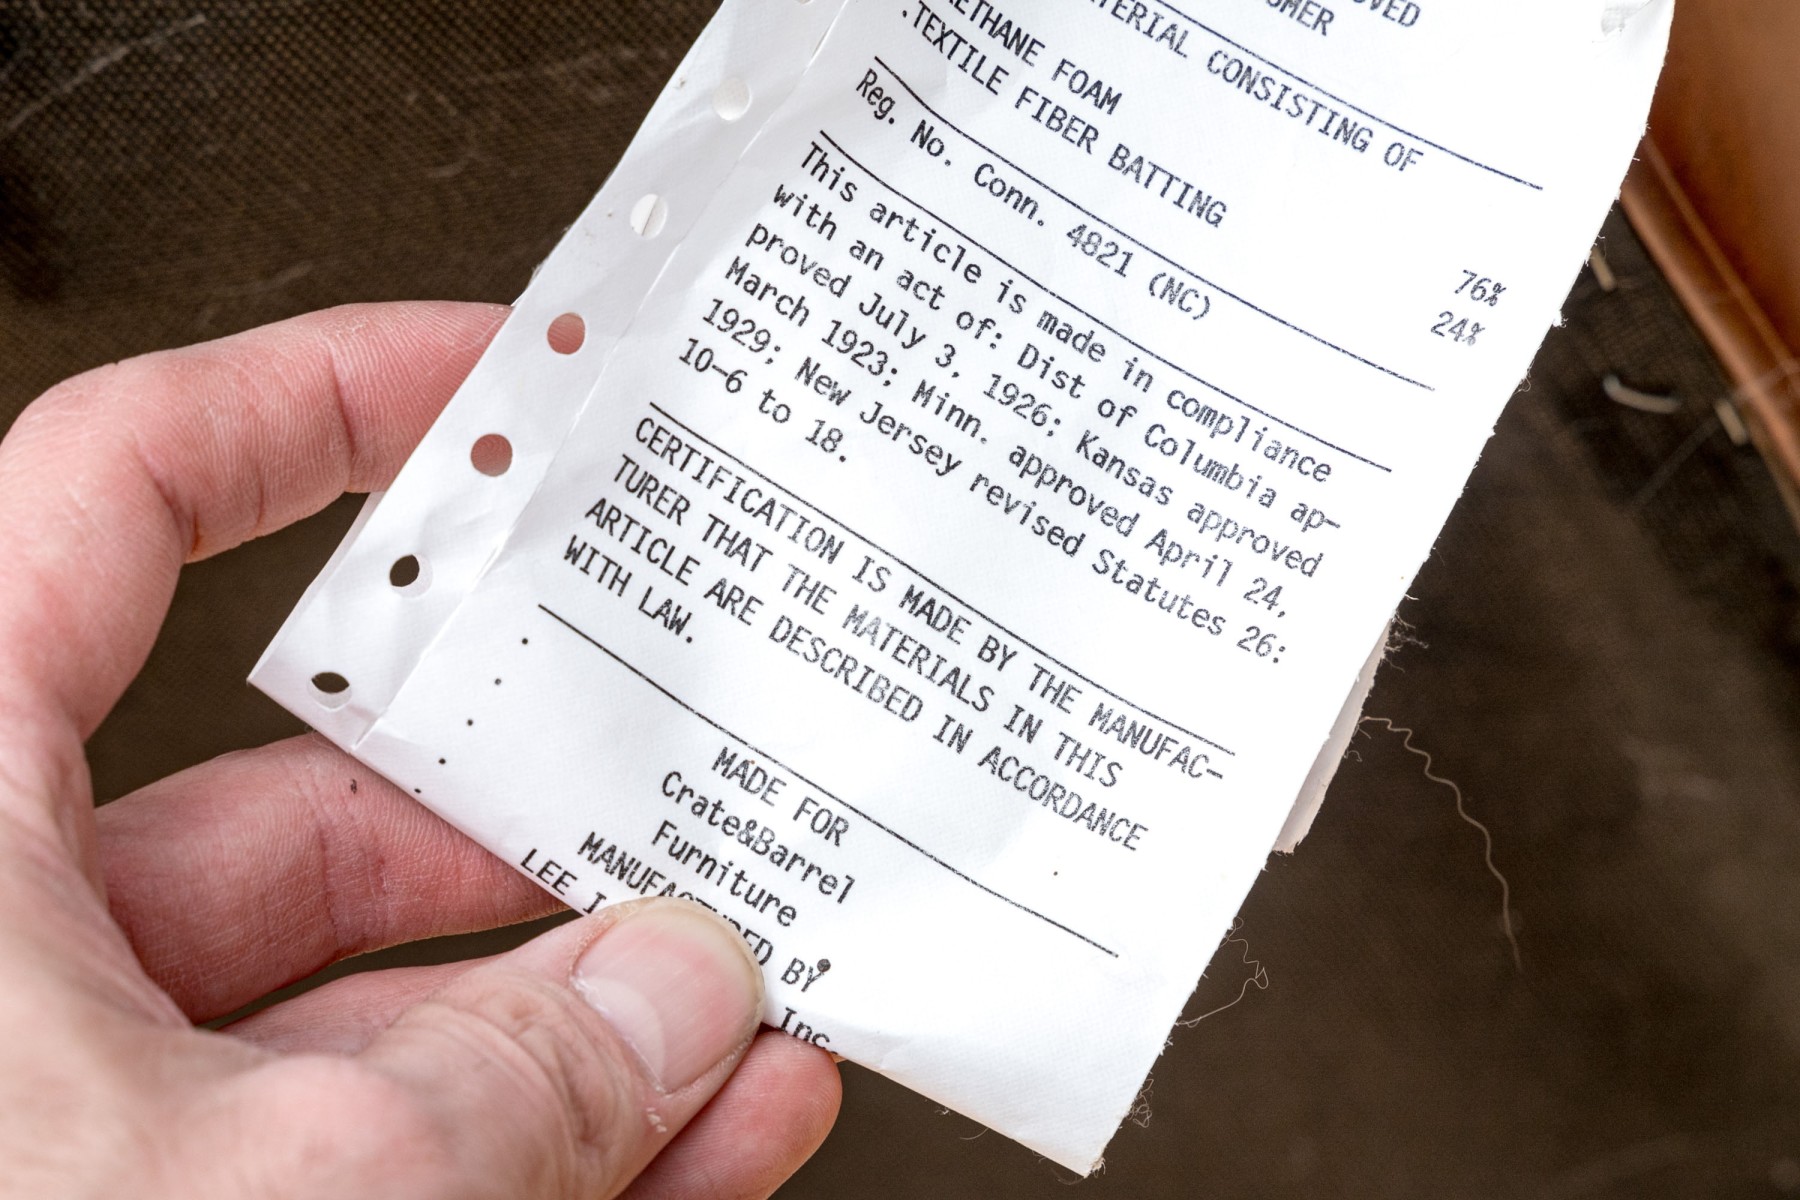 OVED
OMER
TERIAL CONSISTING OF
ETHANE FOAM 76%
.TEXTILE FIBER BATTING 24%
Reg. No. Conn. 4821 (NC)
This article is made in compliance
with an act of: Dist of Columbia ap-
proved July 3, 1926; Kansas approved
March 1923; Minn. approved April 24,
1929; New Jersey revised Statutes 26:
10-6 to 18.
CERTIFICATION IS MADE BY THE MANUFAC-
TURER THAT THE MATERIALS IN THIS
ARTICLE ARE DESCRIBED IN ACCORDANCE
WITH LAW.
MADE FOR
Crate&Barrel
Furniture
MANUFACTURED BY
LEE I